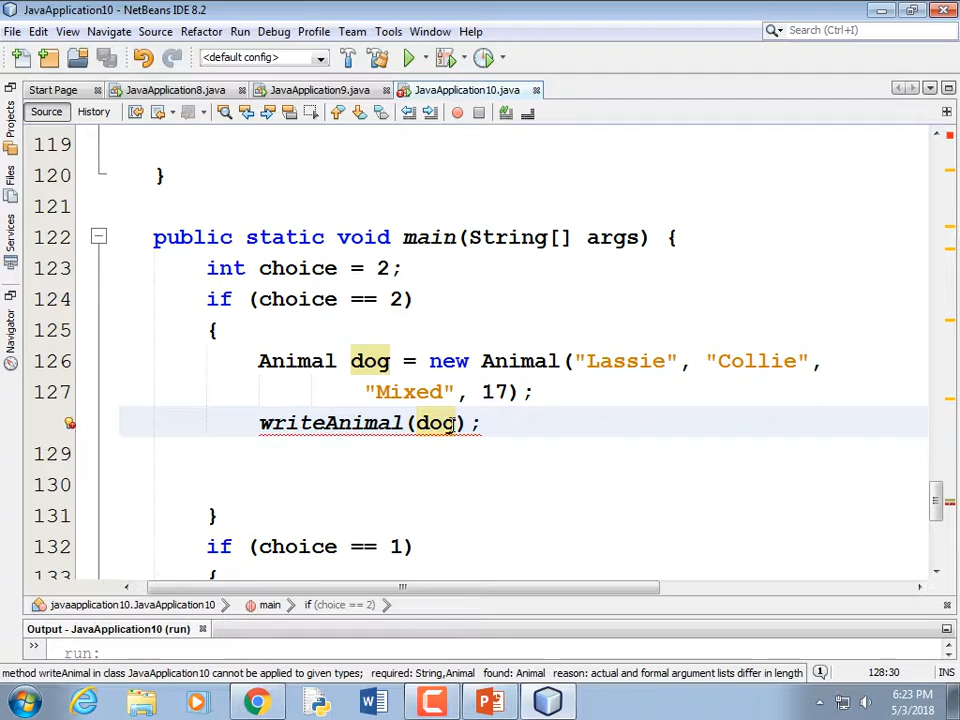 JavaApplication10 - NetBeans IDE 8.2
File Edit View Navigate Source Refactor Run Debug Profile Team Tools Window Help
Search (Ctrl+I)
<default config>
Start Page JavaApplication8.java JavaApplication9.java JavaApplication10.java
Source History
Projects
Files
Services
Navigator
119
120 }
121
122 public static void main(String[] args) {
123 int choice = 2;
124 if (choice == 2)
125 {
126 Animal dog = new Animal("Lassie", "Collie",
127 "Mixed", 17);
writeAnimal(dog);
129
130
131 }
132 if (choice == 1)
133 {
javaapplication10.JavaApplication10 main if (choice == 2)
Output - JavaApplication10 (run)
run:
method writeAnimal in class JavaApplication10 cannot be applied to given types; required: String,Animal found: Animal reason: actual and formal argument lists differ in length
1
128:30
INS
6:23 PM
5/3/2018